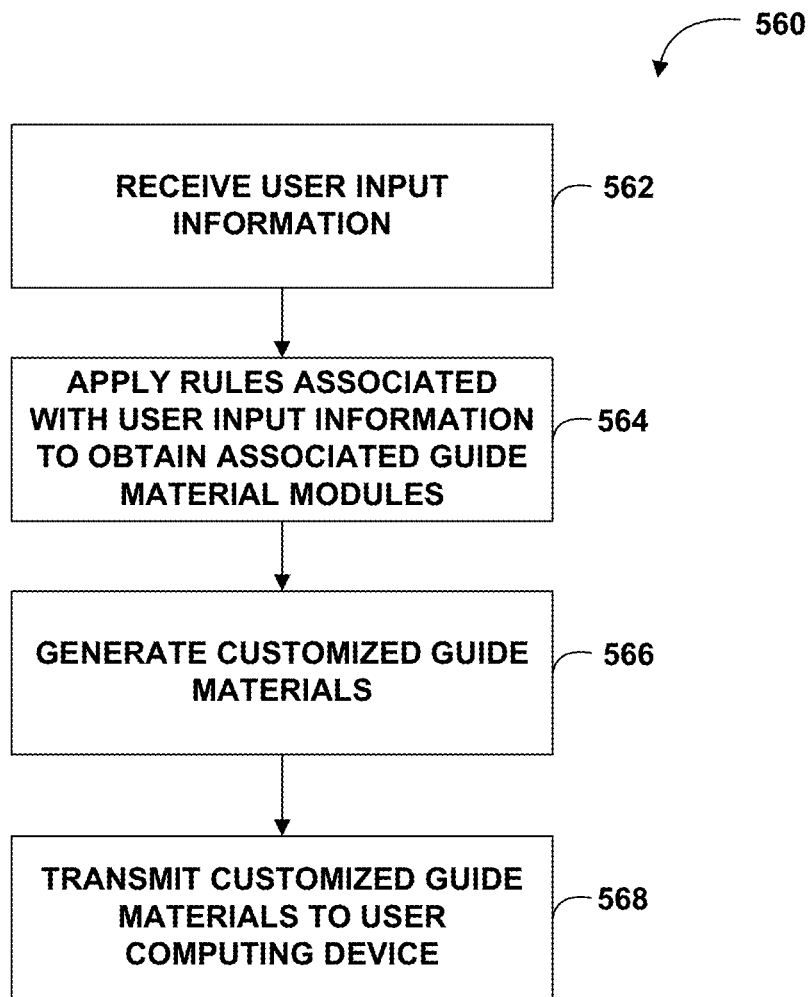 560
RECEIVE USER INPUT
INFORMATION
562
APPLY RULES ASSOCIATED
WITH USER INPUT INFORMATION
TO OBTAIN ASSOCIATED GUIDE
MATERIAL MODULES
564
GENERATE CUSTOMIZED GUIDE
MATERIALS
566
TRANSMIT CUSTOMIZED GUIDE
MATERIALS TO USER
COMPUTING DEVICE
568